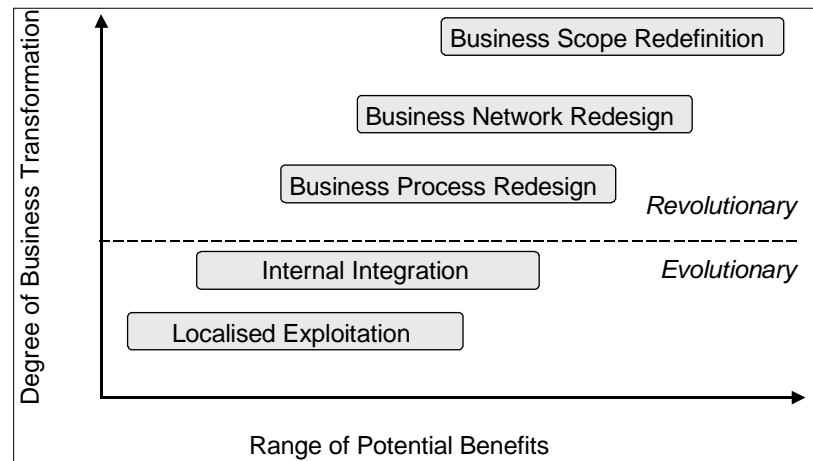 Degree of Business Transformation
Business Scope Redefinition
Business Network Redesign
Business Process Redesign
Revolutionary
Internal Integration
Evolutionary
Localised Exploitation
Range of Potential Benefits